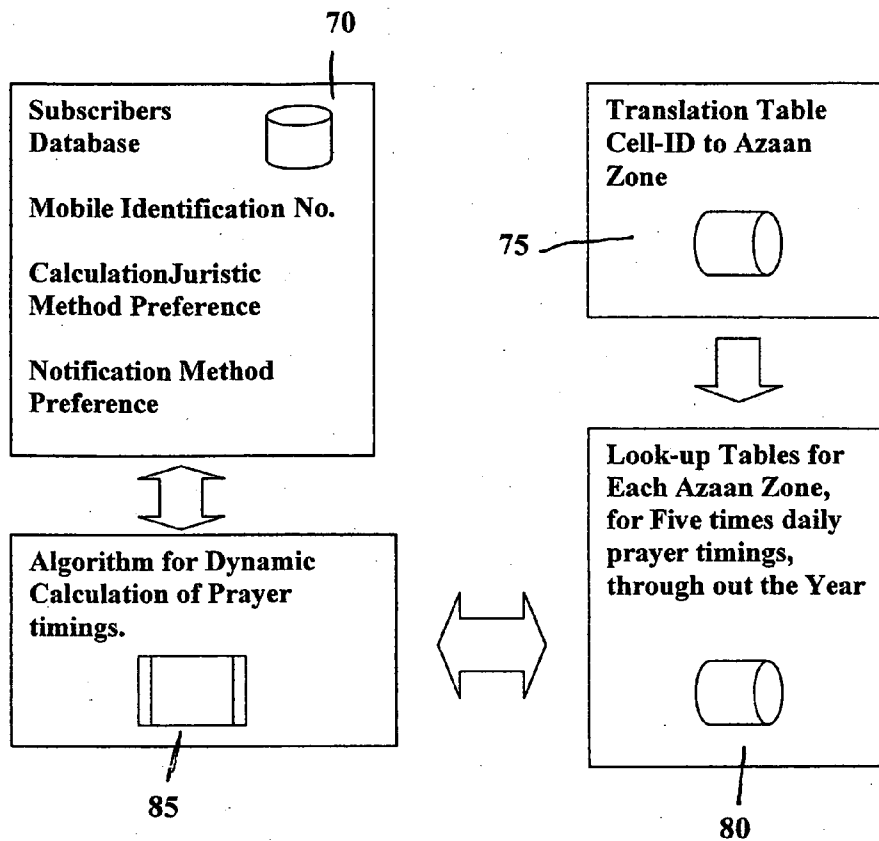 70
Subscribers
Database
Mobile Identification No.
CalculationJuristic
Method Preference
Notification Method
Preference
Translation Table
Cell-ID to Azaan
Zone
75
Algorithm for Dynamic
Calculation of Prayer
timings.
85
Look-up Tables for
Each Azaan Zone,
for Five times daily
prayer timings,
through out the Year
80